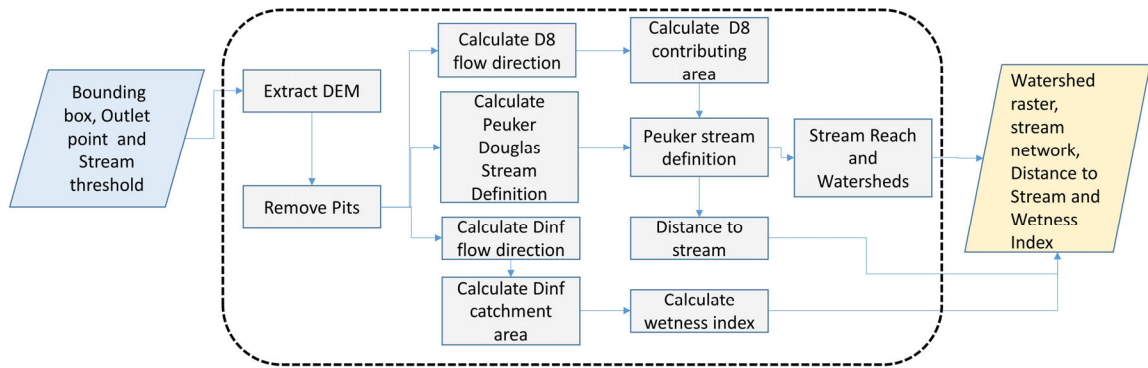 Bounding
box, Outlet
point and
Stream
threshold
Extract DEM
Remove Pits
Calculate D8
flow direction
Calculate D8
contributing
area
Calculate
Peuker
Douglas
Stream
Definition
Peuker stream
definition
Stream Reach
and
Watersheds
Calculate Dinf
flow direction
Distance to
stream
Calculate Dinf
catchment
area
Calculate
wetness index
Watershed
raster,
stream
network,
Distance to
Stream and
Wetness
Index